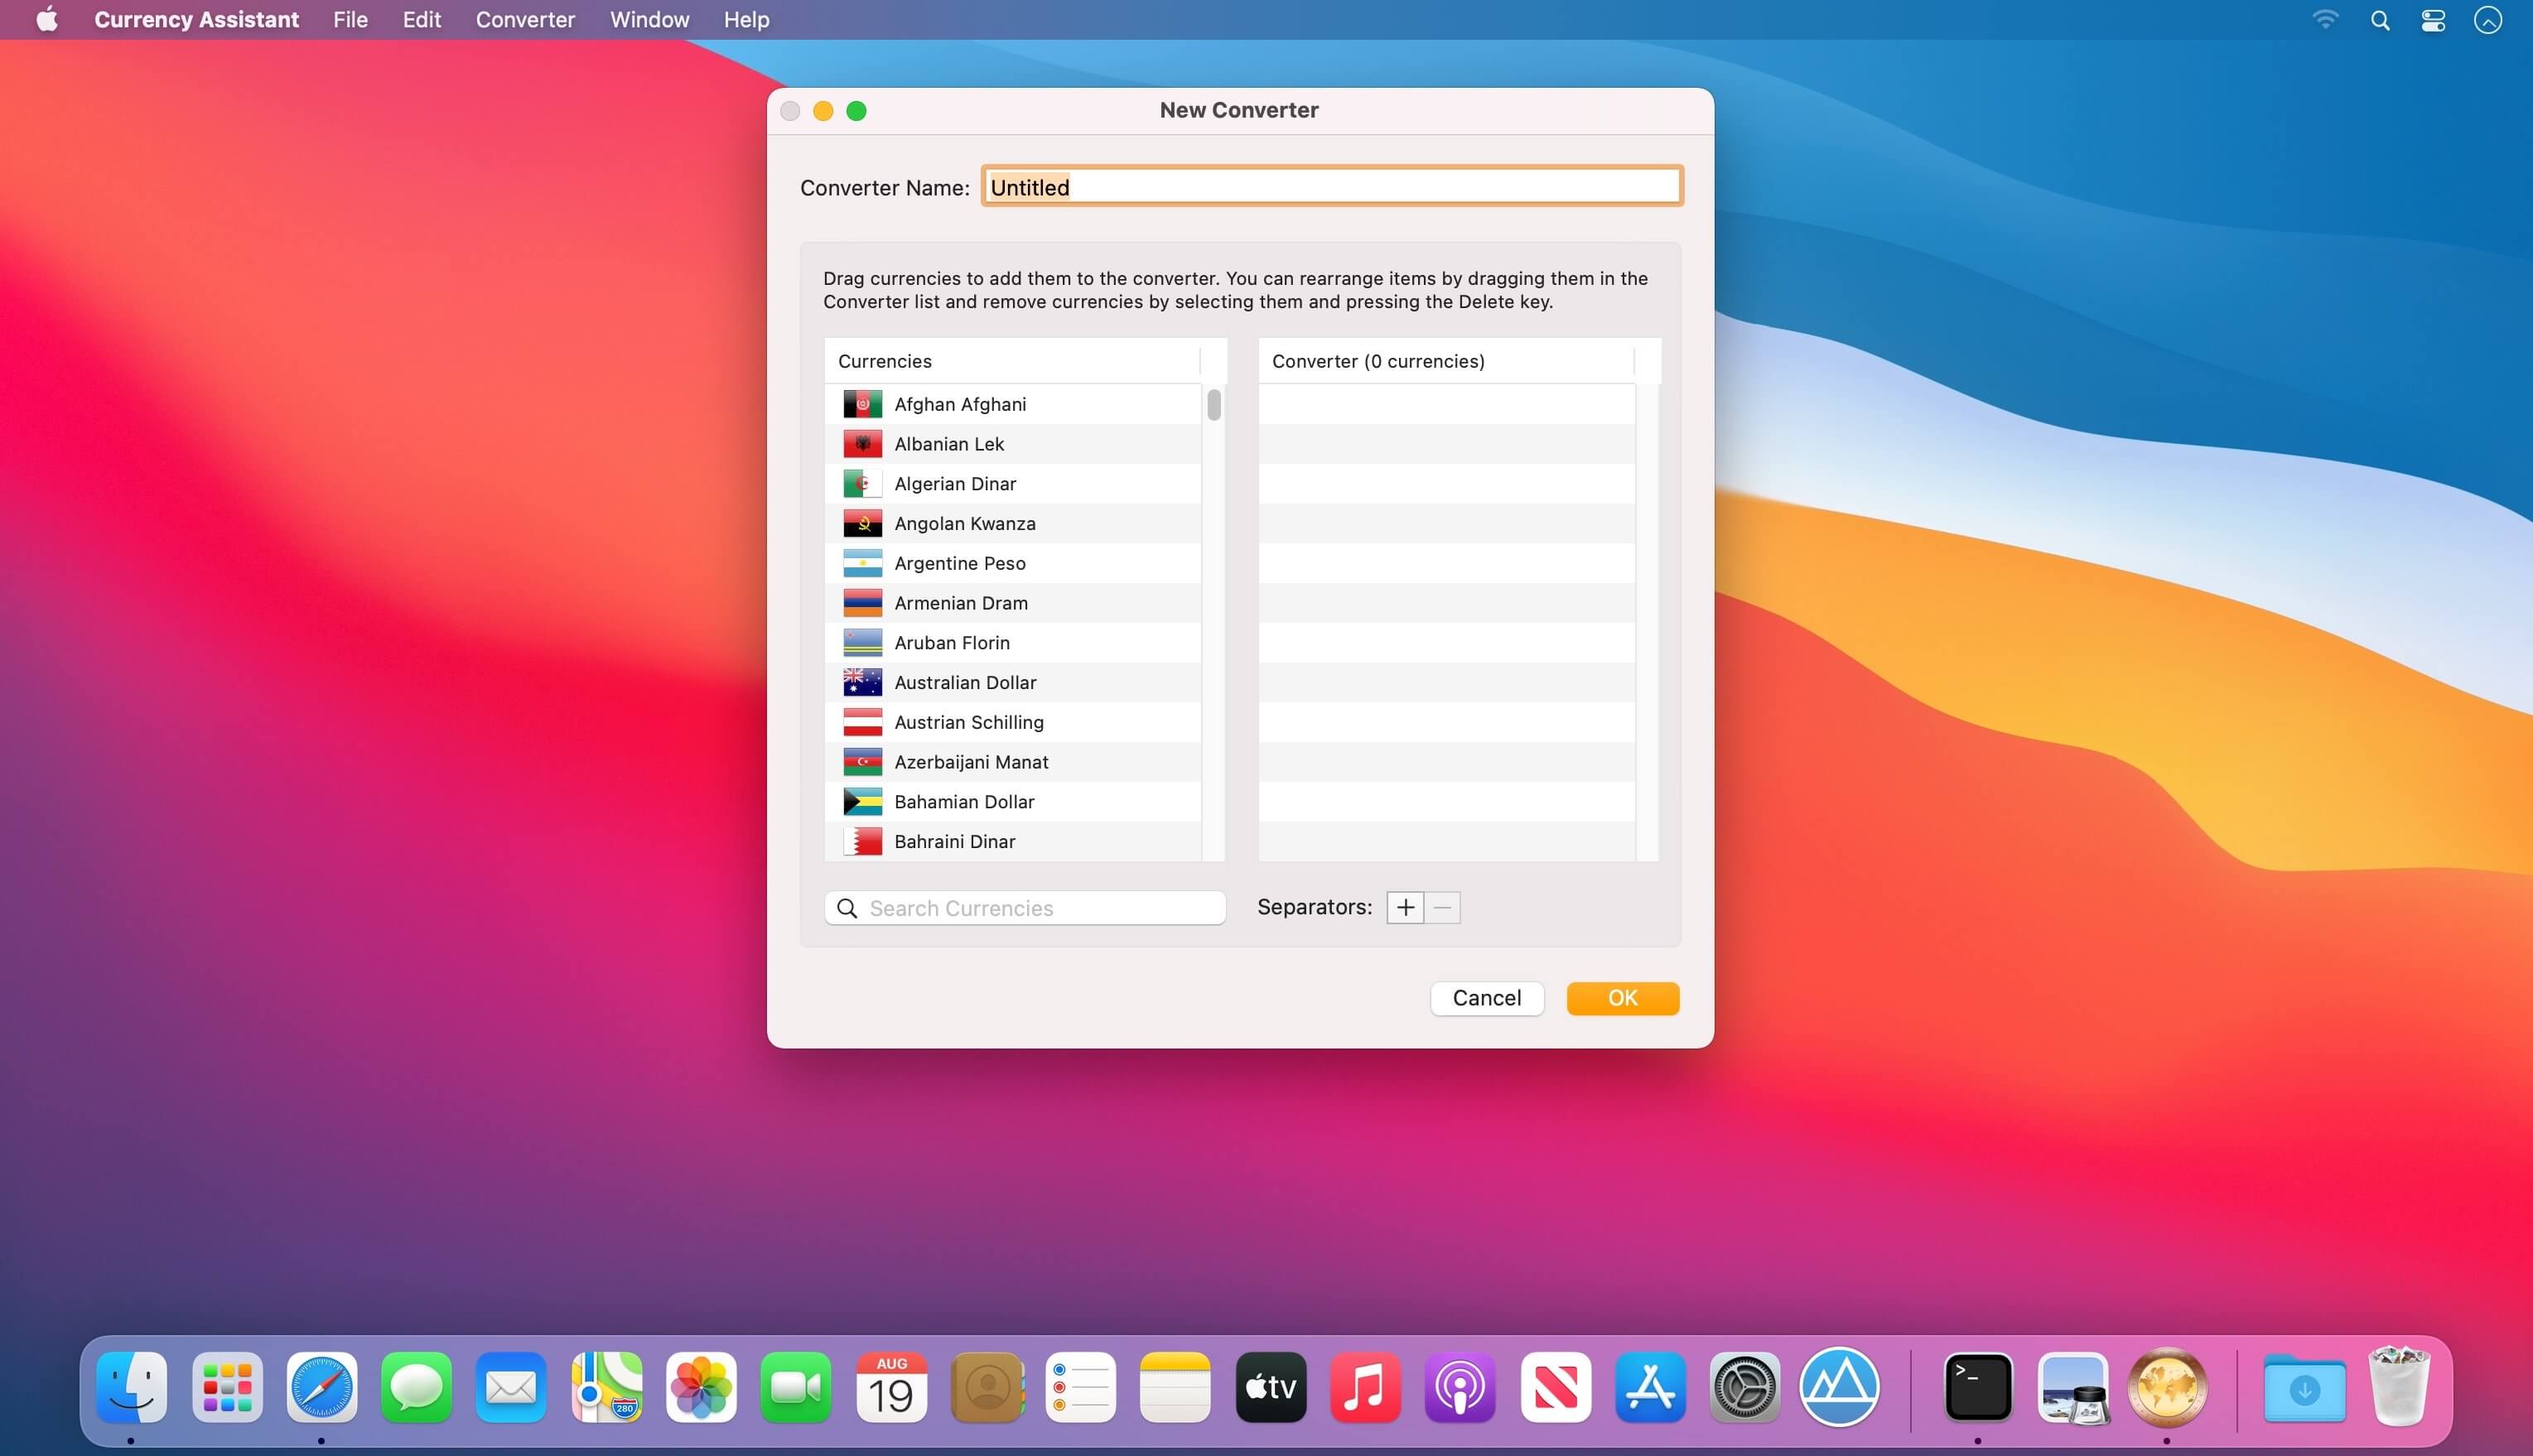 Currency Assistant File Edit Converter Window Help
New Converter
Converter Name: Untitled
Drag currencies to add them to the converter. You can rearrange items by dragging them in the
Converter list and remove currencies by selecting them and pressing the Delete key.
Currencies
Afghan Afghani
Albanian Lek
Algerian Dinar
Angolan Kwanza
Argentine Peso
Armenian Dram
Aruban Florin
Australian Dollar
Austrian Schilling
Azerbaijani Manat
Bahamian Dollar
Bahraini Dinar
Search Currencies
Converter (0 currencies)
Separators: + −
Cancel OK
280
AUG
19
tv
>_